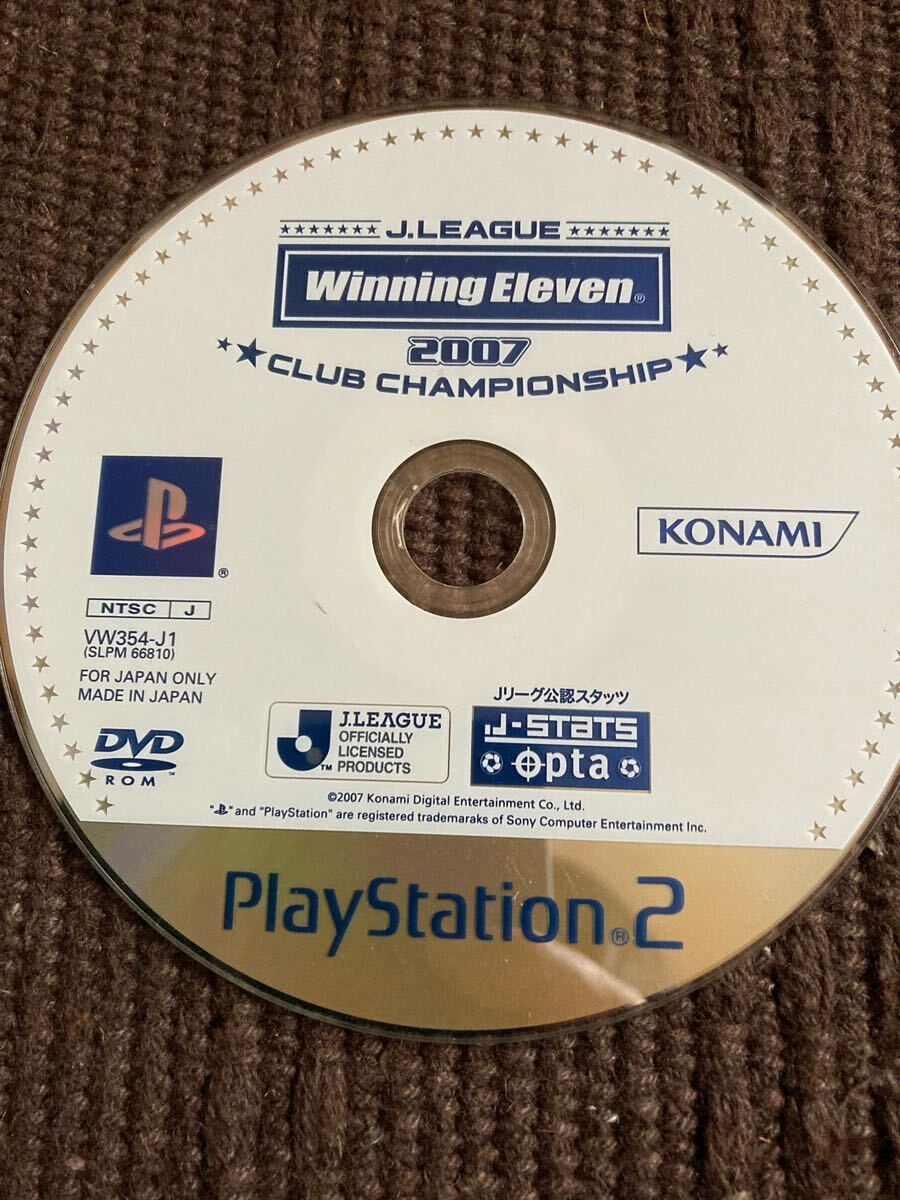 J.LEAGUE
Winning Eleven®
2007
CLUB CHAMPIONSHIP
®
KONAMI
NTSC J
VW354-J1
(SLPM 66810)
FOR JAPAN ONLY
MADE IN JAPAN
DVD
ROM™
J.LEAGUE
OFFICIALLY
LICENSED
PRODUCTS
™
Jリーグ公認スタッツ
J-STATS
Opta
©2007 Konami Digital Entertainment Co., Ltd.
" " and "PlayStation" are registered trademaraks of Sony Computer Entertainment Inc.
PlayStation®2